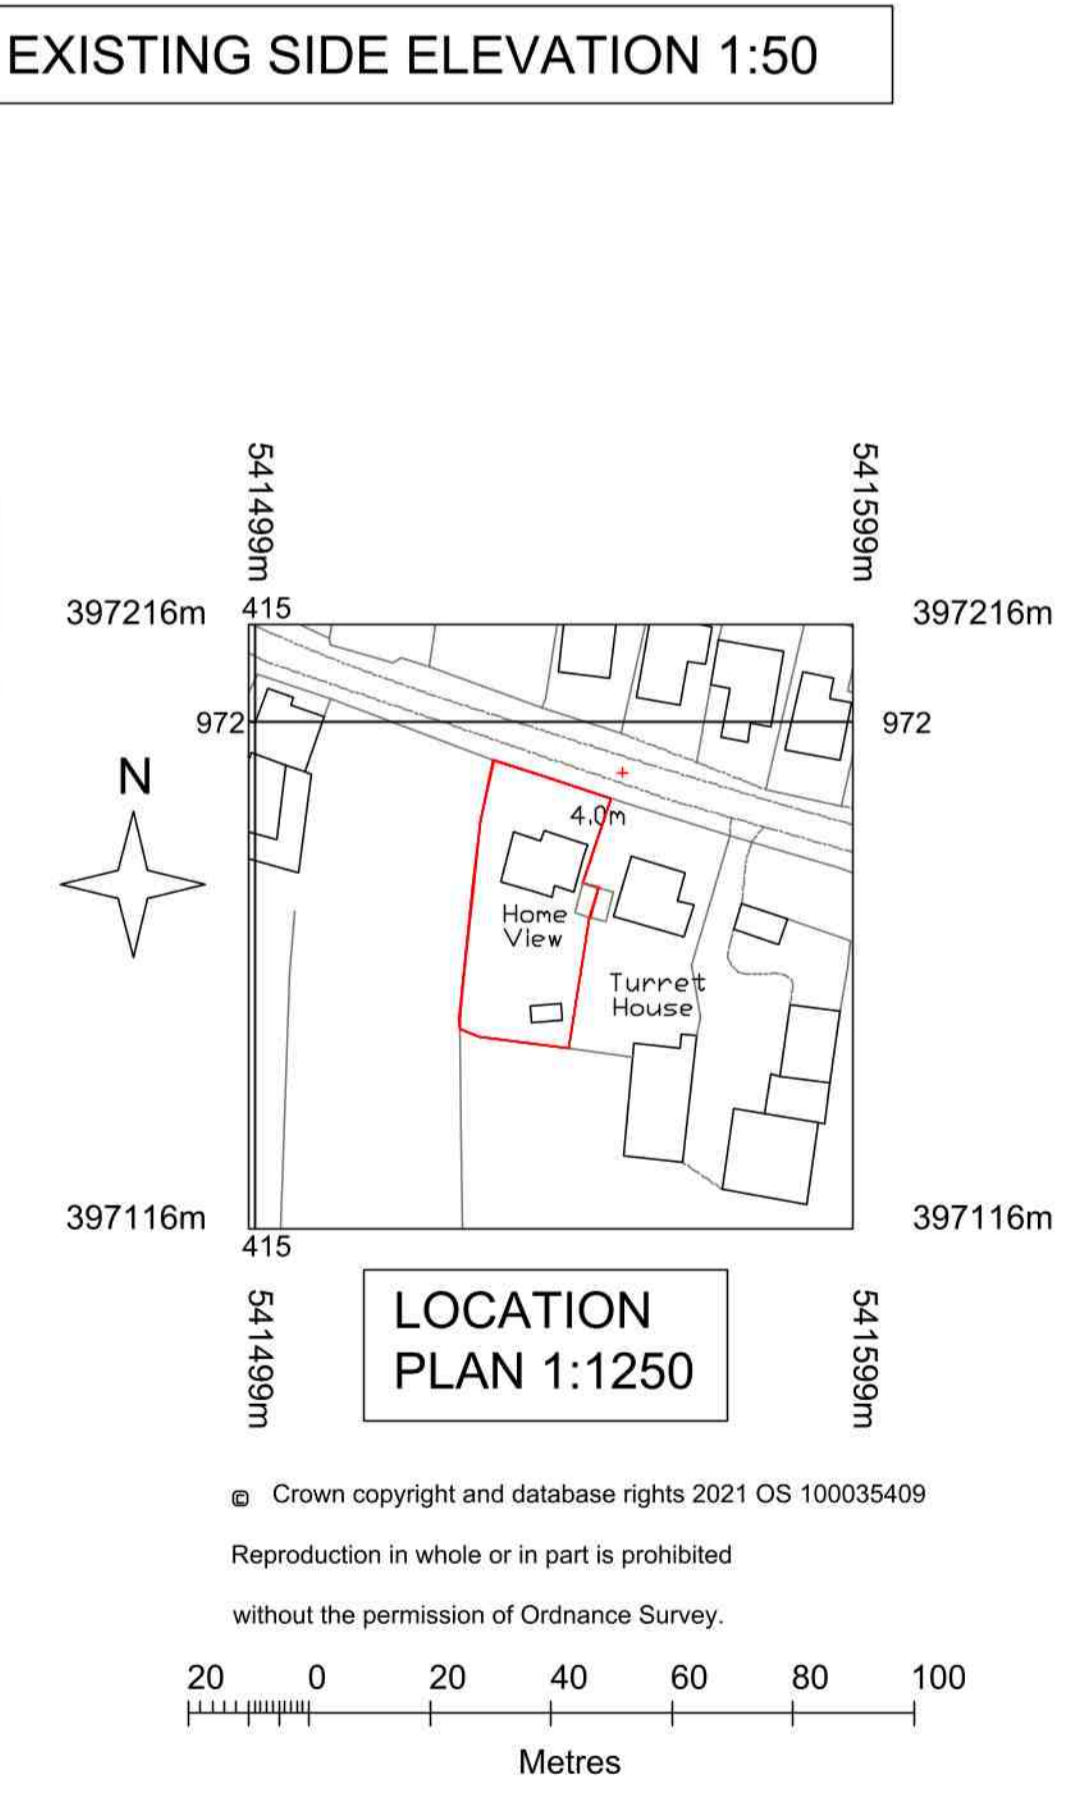 EXISTING SIDE ELEVATION 1:50
541499m
541599m
397216m
415
397216m
972
972
N
4.0m
Home
View
Turret
House
397116m
397116m
415
541499m
541599m
LOCATION
PLAN 1:1250
© Crown copyright and database rights 2021 OS 100035409
Reproduction in whole or in part is prohibited
without the permission of Ordnance Survey.
20 0 20 40 60 80 100
Metres